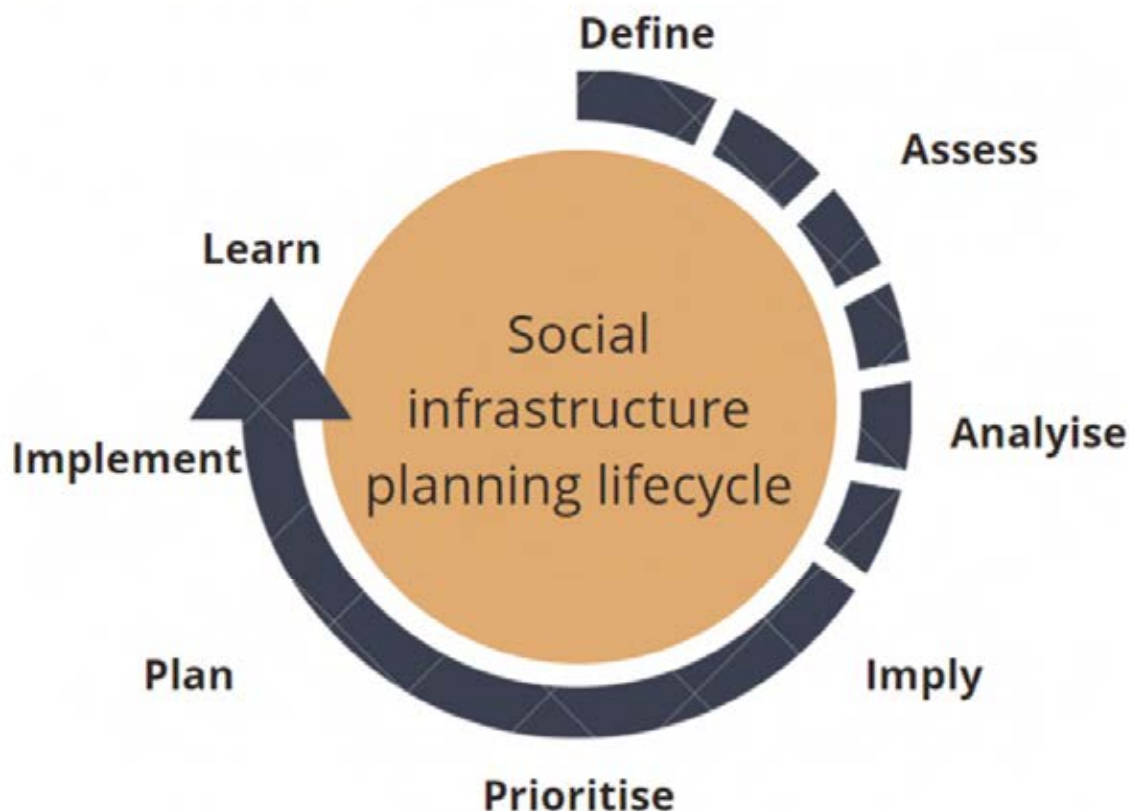 Define
Assess
Learn
Social
infrastructure
planning lifecycle
Analyise
Implement
Plan
Imply
Prioritise